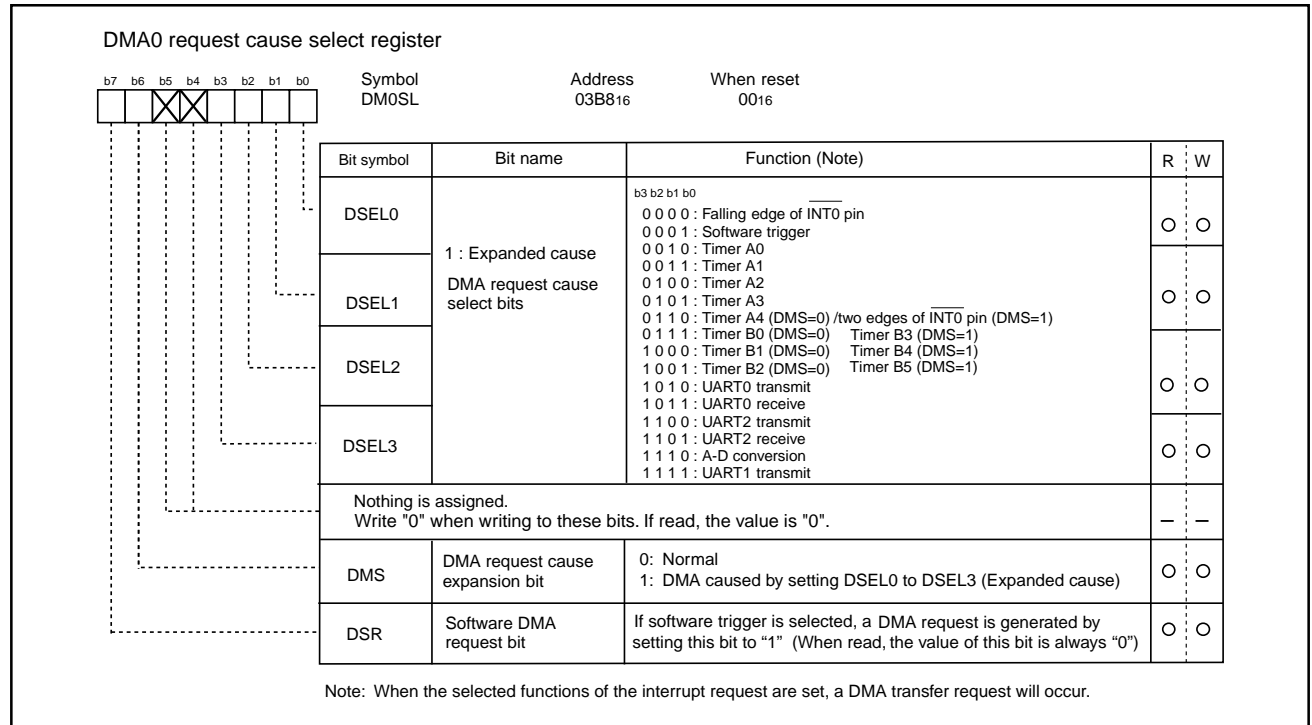 DMA0 request cause select register
b7 b6 b5 b4 b3 b2 b1 b0
Symbol Address When reset
DM0SL 03B816 0016
Bit symbol Bit name Function (Note) R W
DSEL0
DSEL1
DSEL2
DSEL3
1 : Expanded cause
DMA request cause
select bits
b3 b2 b1 b0
0 0 0 0 : Falling edge of INT0 pin
0 0 0 1 : Software trigger
0 0 1 0 : Timer A0
0 0 1 1 : Timer A1
0 1 0 0 : Timer A2
0 1 0 1 : Timer A3
0 1 1 0 : Timer A4 (DMS=0) /two edges of INT0 pin (DMS=1)
0 1 1 1 : Timer B0 (DMS=0) Timer B3 (DMS=1)
1 0 0 0 : Timer B1 (DMS=0) Timer B4 (DMS=1)
1 0 0 1 : Timer B2 (DMS=0) Timer B5 (DMS=1)
1 0 1 0 : UART0 transmit
1 0 1 1 : UART0 receive
1 1 0 0 : UART2 transmit
1 1 0 1 : UART2 receive
1 1 1 0 : A-D conversion
1 1 1 1 : UART1 transmit
Nothing is assigned.
Write "0" when writing to these bits. If read, the value is "0".
– –
DMS
DMA request cause
expansion bit
0: Normal
1: DMA caused by setting DSEL0 to DSEL3 (Expanded cause)
DSR
Software DMA
request bit
If software trigger is selected, a DMA request is generated by
setting this bit to “1” (When read, the value of this bit is always “0”)
Note: When the selected functions of the interrupt request are set, a DMA transfer request will occur.